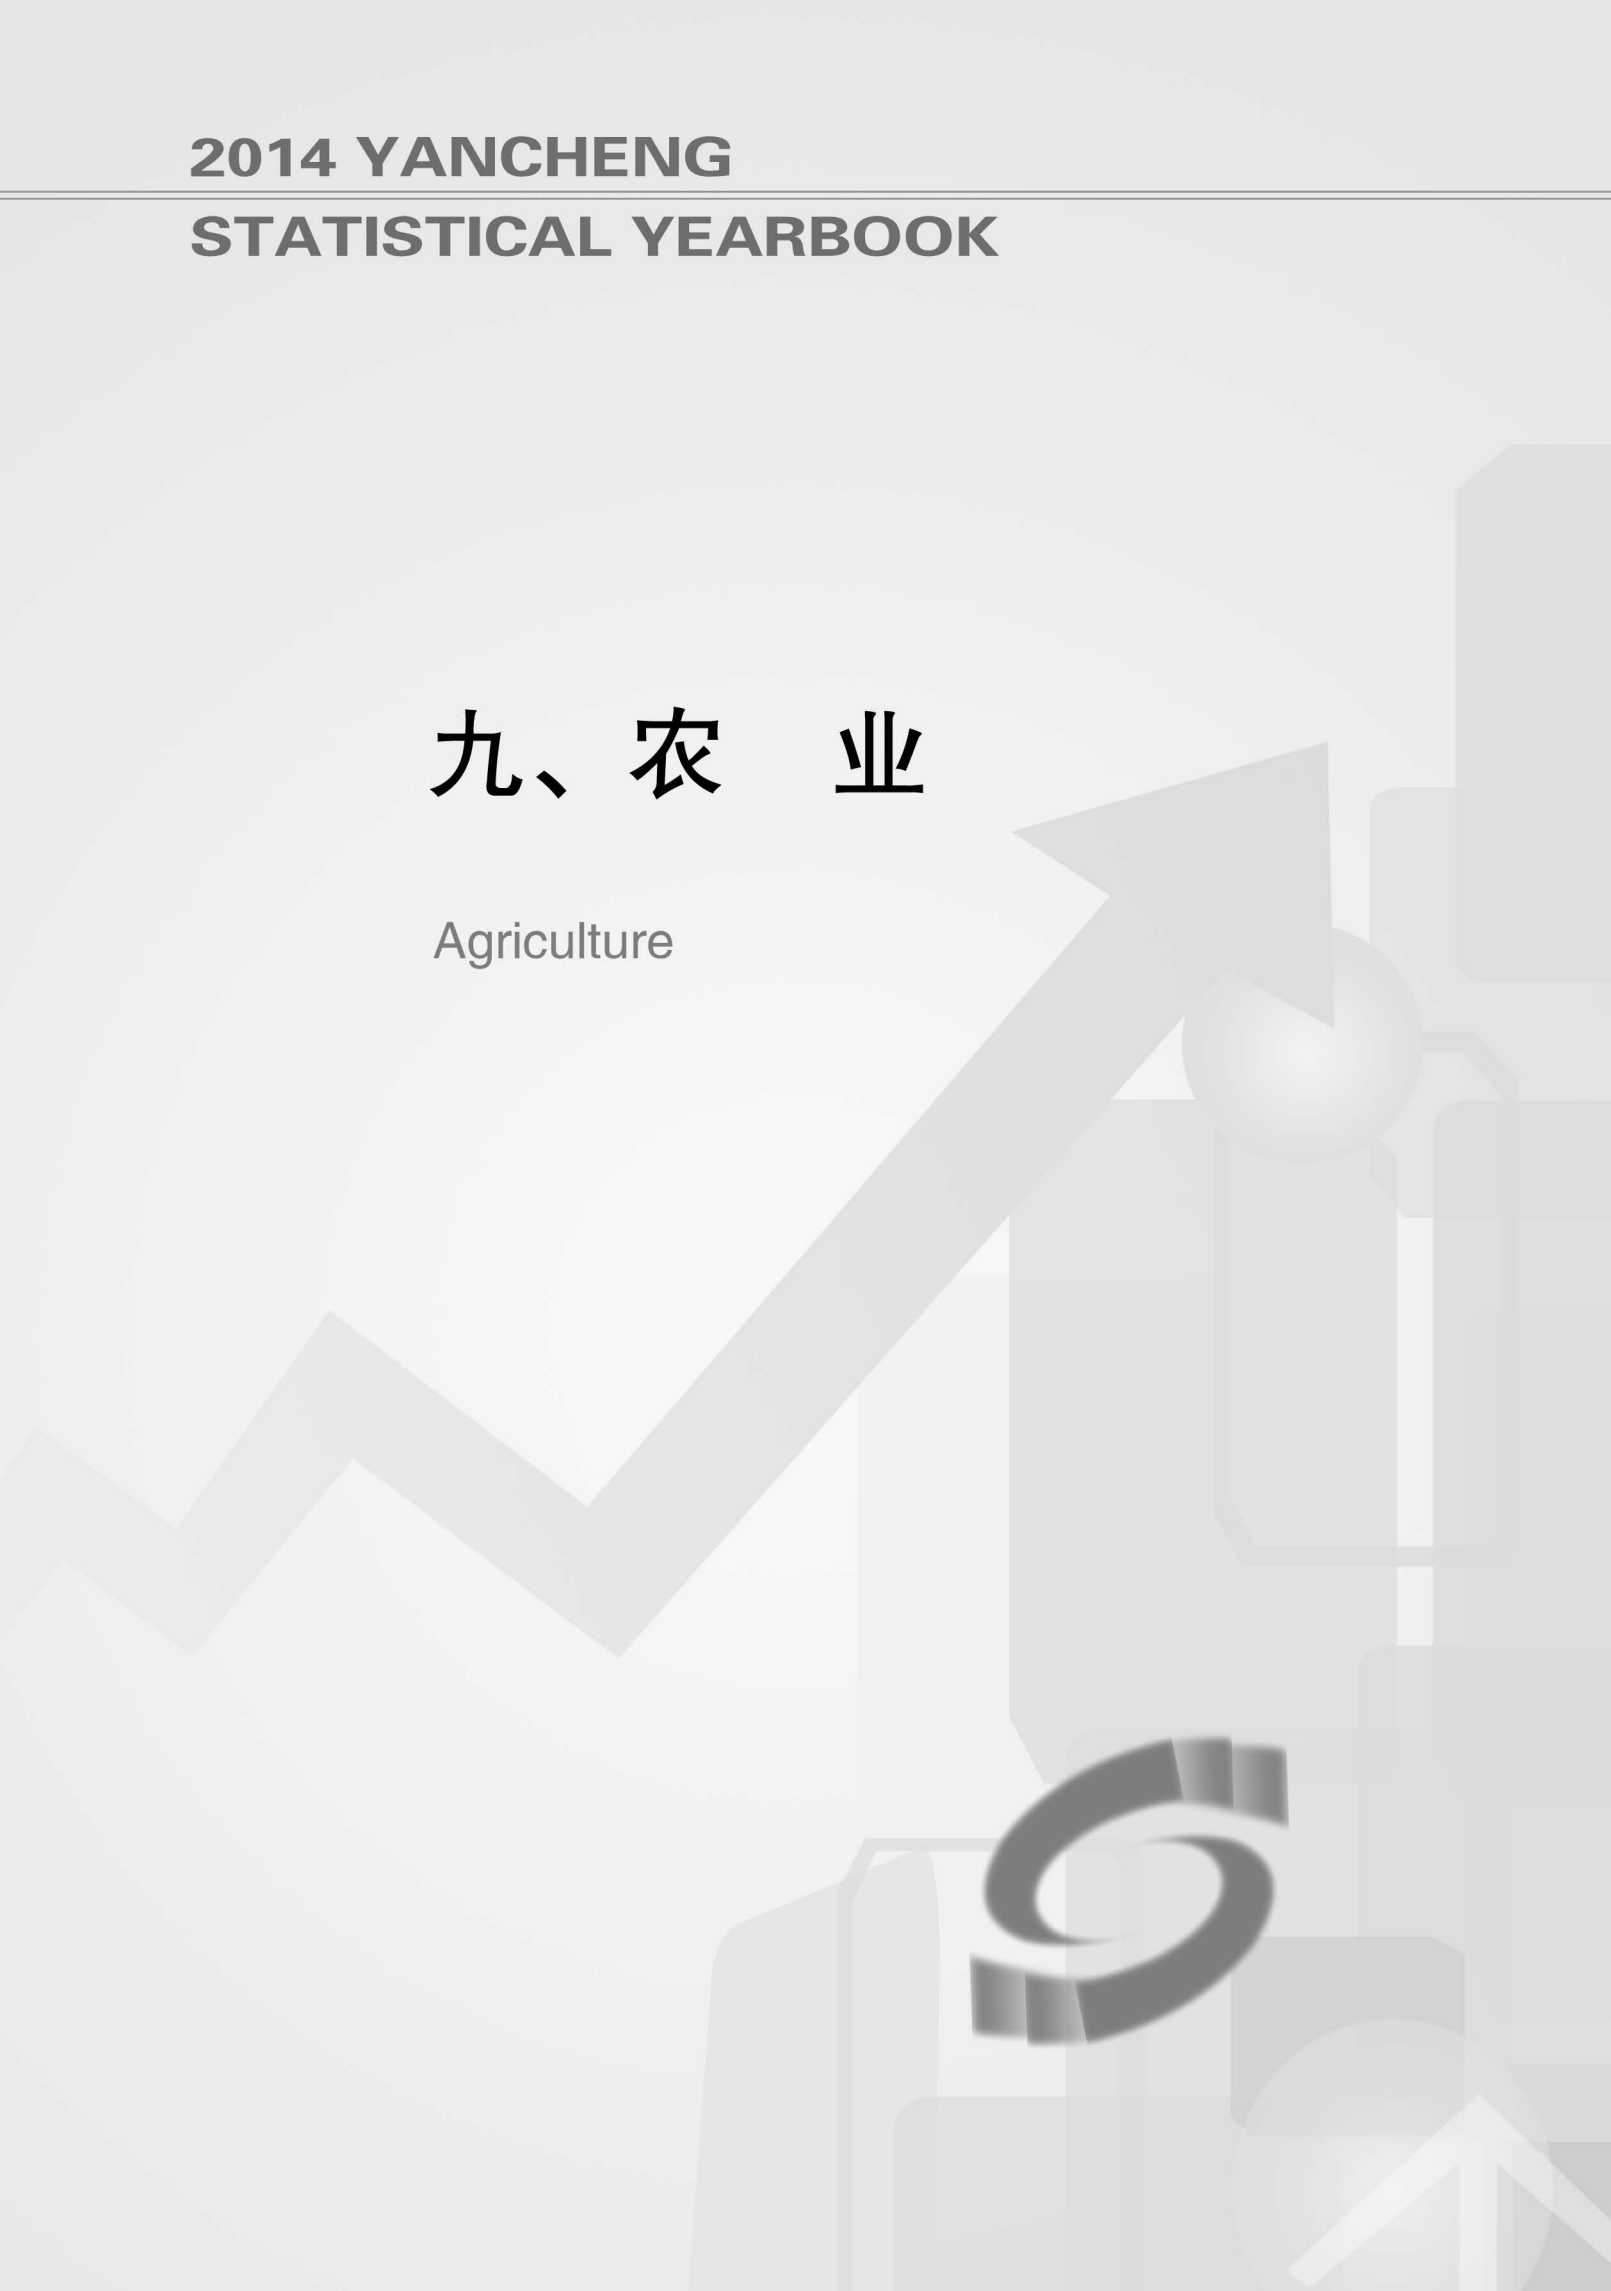 2014 YANCHENG
STATISTICAL YEARBOOK
九、农　业
Agriculture